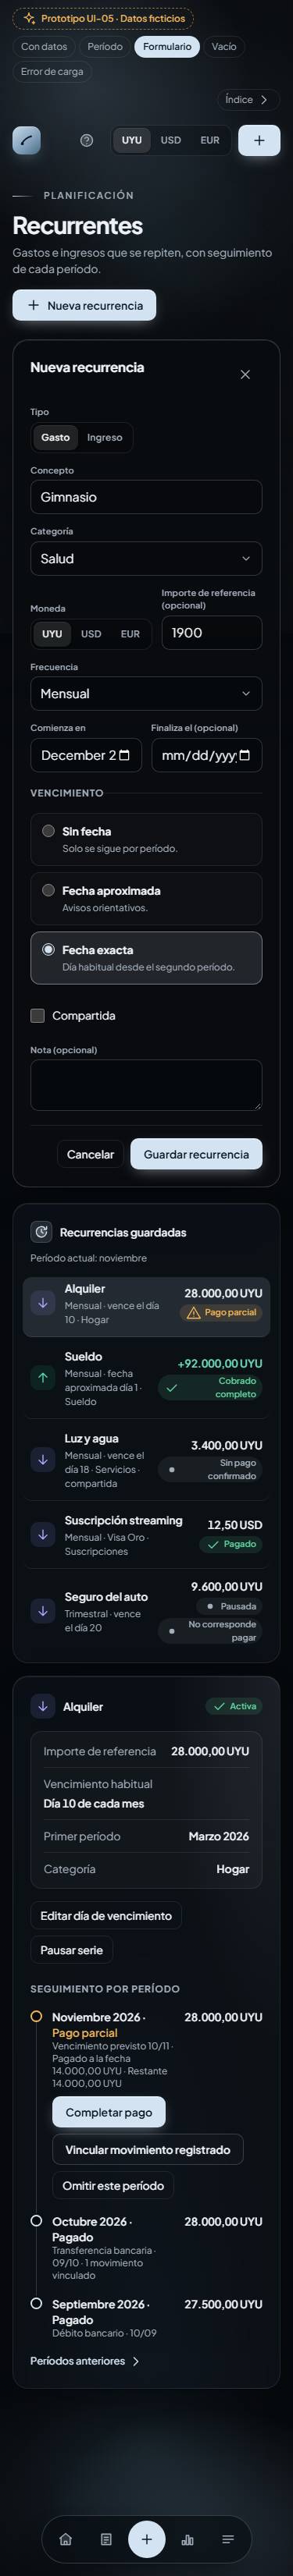 Prototipo UI-05 · Datos ficticios
Con datos
Período
Formulario
Vacío
Error de carga
Índice
UYU
USD
EUR
PLANIFICACIÓN
Recurrentes
Gastos e ingresos que se repiten, con seguimiento
de cada período.
Nueva recurrencia
Nueva recurrencia
Tipo
Gasto
Ingreso
Concepto
Gimnasio
Categoría
Salud
Moneda
Importe de referencia
(opcional)
UYU
USD
EUR
1900
Frecuencia
Mensual
Comienza en
Finaliza el (opcional)
December 2
mm/dd/yyy
VENCIMIENTO
Sin fecha
Solo se sigue por período.
Fecha aproximada
Avisos orientativos.
Fecha exacta
Día habitual desde el segundo período.
Compartida
Nota (opcional)
Cancelar
Guardar recurrencia
Recurrencias guardadas
Período actual: noviembre
Alquiler
Mensual · vence el día
10 · Hogar
28.000,00 UYU
Pago parcial
Sueldo
Mensual · fecha
aproximada día 1 ·
Sueldo
+92.000,00 UYU
Cobrado
completo
Luz y agua
Mensual · vence el
día 18 · Servicios ·
compartida
3.400,00 UYU
Sin pago
confirmado
Suscripción streaming
Mensual · Visa Oro ·
Suscripciones
12,50 USD
Pagado
Seguro del auto
Trimestral · vence
el día 20
9.600,00 UYU
Pausada
No corresponde
pagar
Alquiler
Activa
Importe de referencia
28.000,00 UYU
Vencimiento habitual
Día 10 de cada mes
Primer período
Marzo 2026
Categoría
Hogar
Editar día de vencimiento
Pausar serie
SEGUIMIENTO POR PERÍODO
Noviembre 2026 ·
Pago parcial
28.000,00 UYU
Vencimiento previsto 10/11 ·
Pagado a la fecha
14.000,00 UYU · Restante
14.000,00 UYU
Completar pago
Vincular movimiento registrado
Omitir este período
Octubre 2026 ·
Pagado
28.000,00 UYU
Transferencia bancaria ·
09/10 · 1 movimiento
vinculado
Septiembre 2026 ·
Pagado
27.500,00 UYU
Débito bancario · 10/09
Períodos anteriores